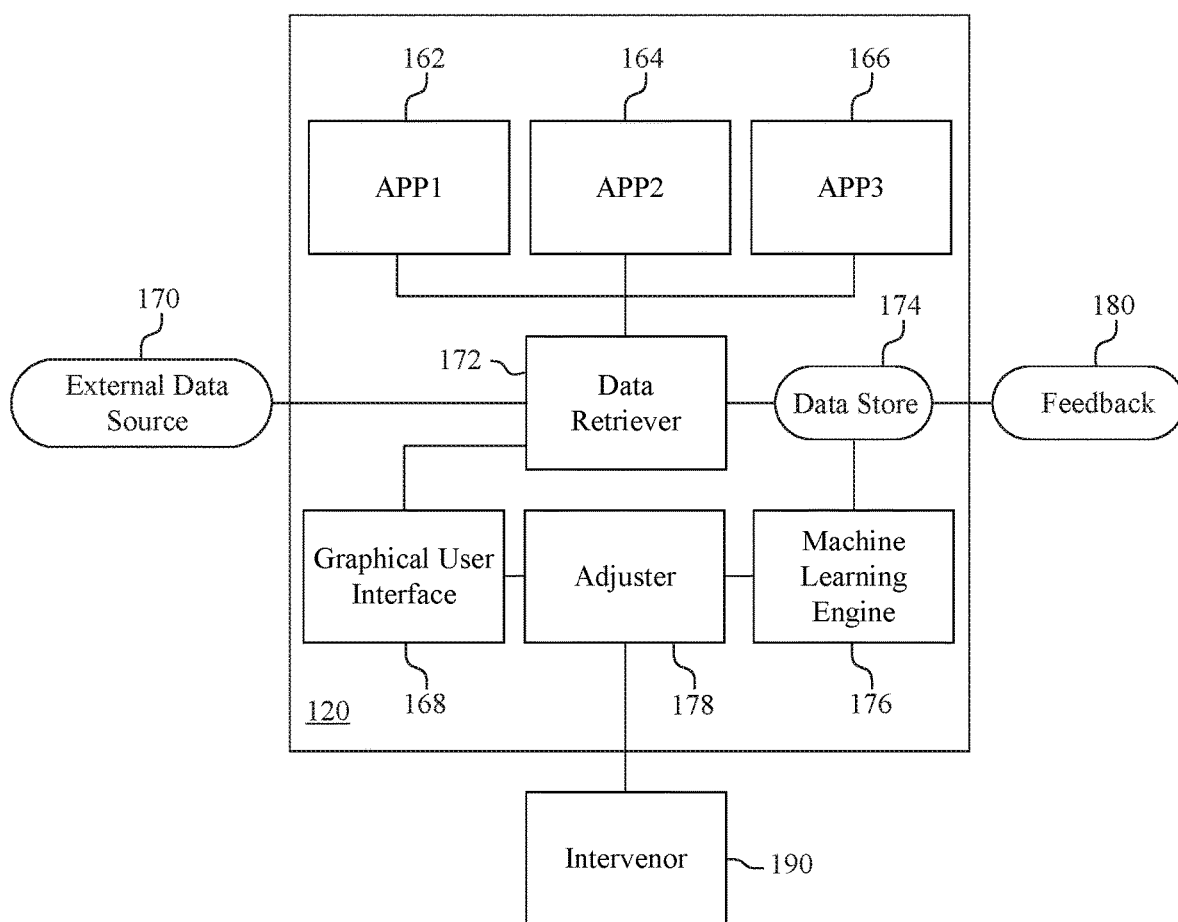 162
164
166
APP1
APP2
APP3
170
174
180
172
External Data
Source
Data
Retriever
Data Store
Feedback
Graphical User
Interface
Adjuster
Machine
Learning
Engine
120
168
178
176
Intervenor
190